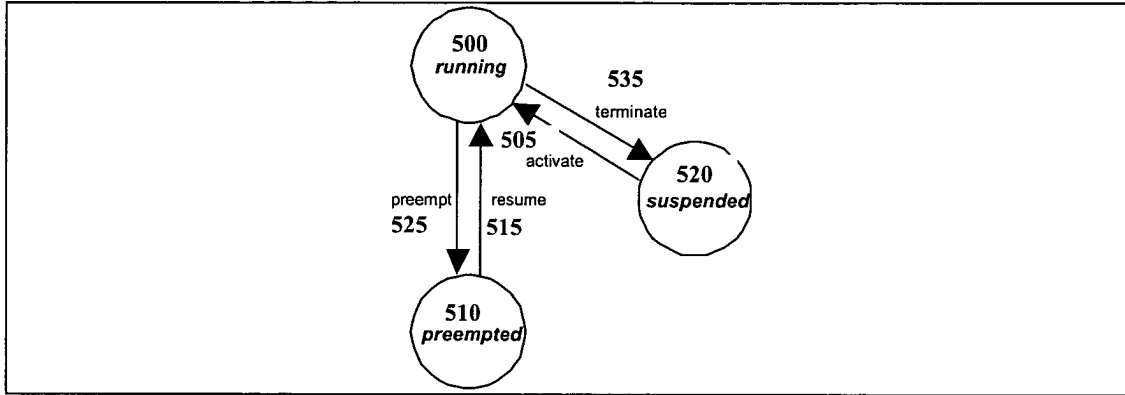 500
running
535
terminate
505
activate
520
suspended
preempt
525
resume
515
510
preempted